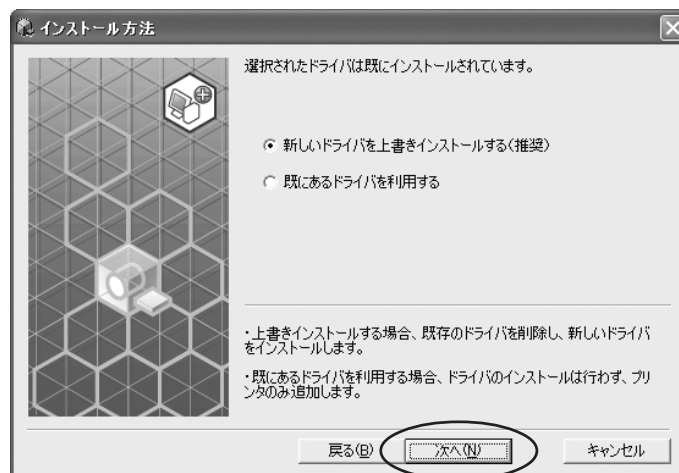 インストール方法
選択されたドライバは既にインストールされています。
新しいドライバを上書きインストールする(推奨)
既にあるドライバを利用する
・上書きインストールする場合、既存のドライバを削除し、新しいドライバ
をインストールします。
・既にあるドライバを利用する場合、ドライバのインストールは行わず、プリ
ンタのみ追加します。
戻る(B)
次へ(N)
キャンセル